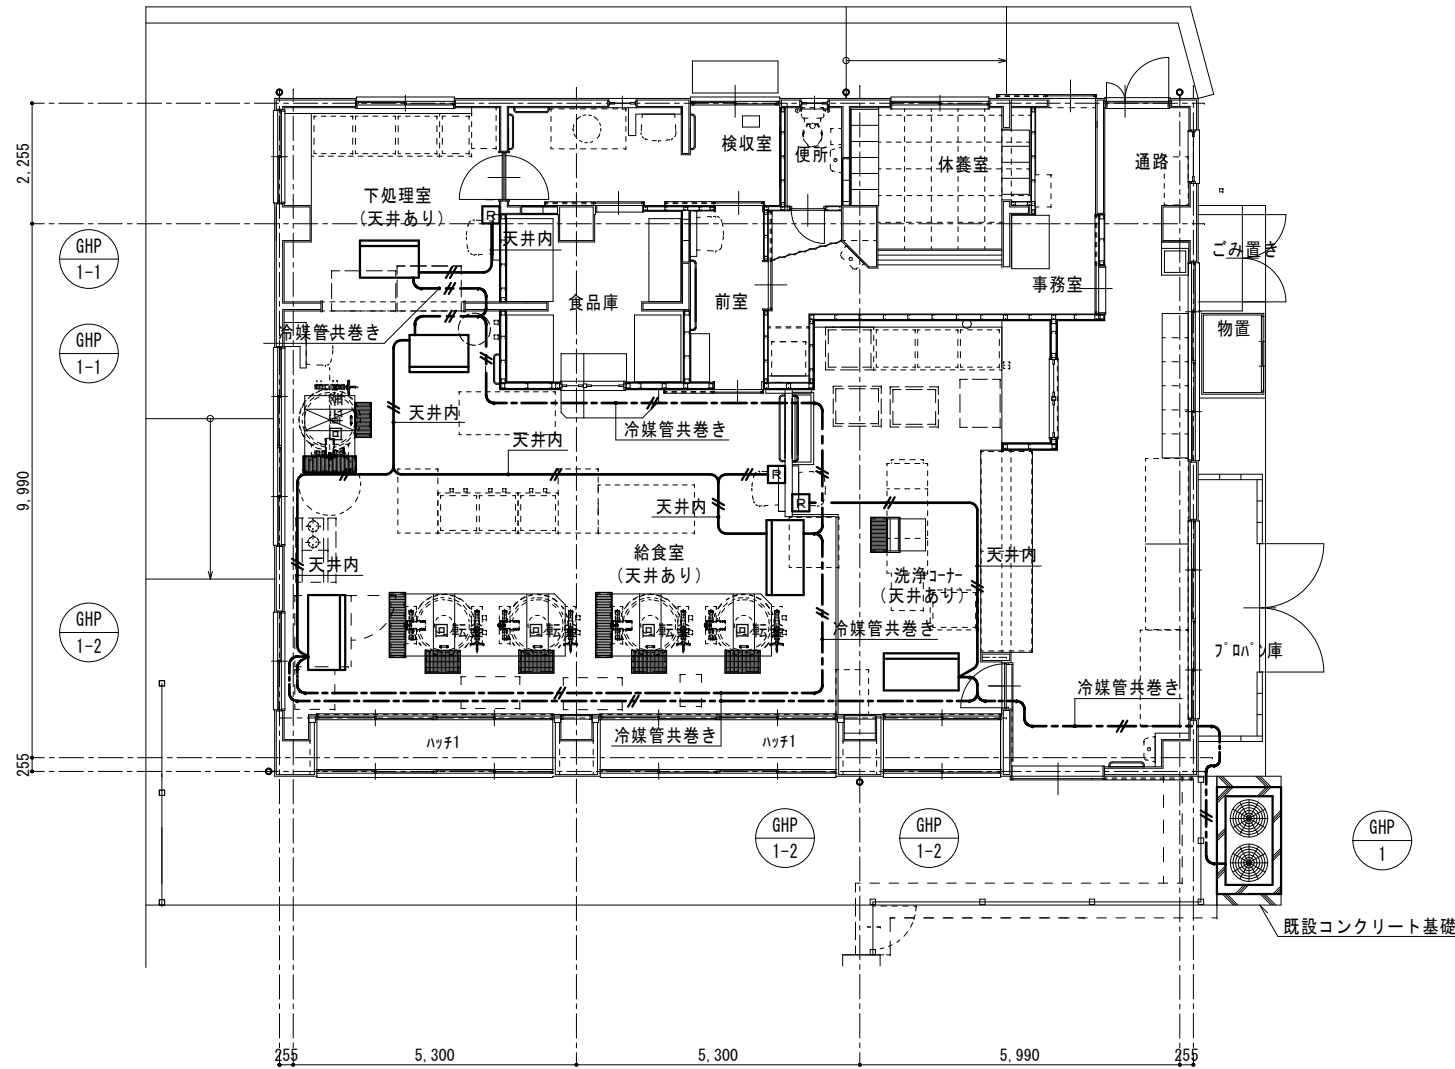 2,255
9,990
255
検収室
便所
休養室
通路
下処理室
(天井あり)
R
天井内
GHP
1-1
ごみ置き
食品庫
前室
事務室
冷媒管共巻き
物置
GHP
1-1
天井内
天井内
冷媒管共巻き
R
R
天井内
給食室
(天井あり)
天井内
天井内
洗浄コーナー
(天井あり)
回転
回転
回転
回転
GHP
1-2
冷媒管共巻き
プロパン庫
冷媒管共巻き
冷媒管共巻き
ハッチ1
ハッチ1
GHP
1-2
GHP
1-2
GHP
1
既設コンクリート基礎
255
5,300
5,300
5,990
255